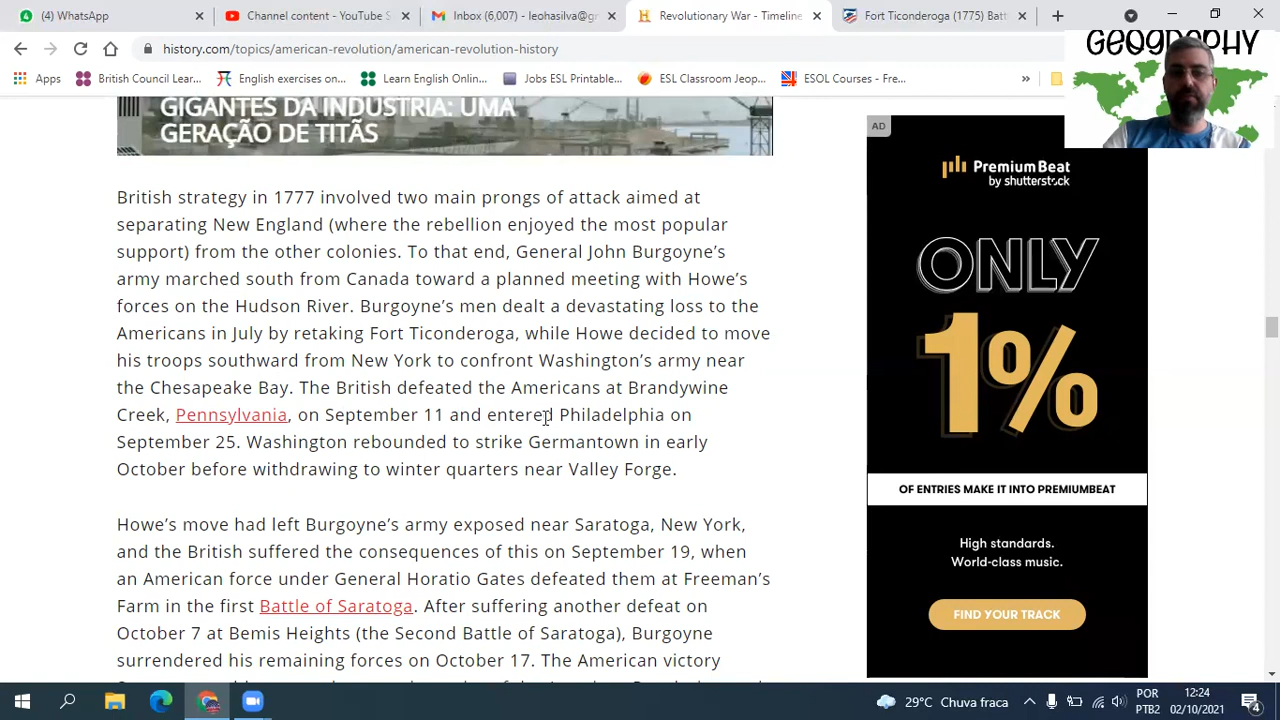 (4) WhatsApp
Channel content - YouTube S
Inbox (6,007) - leohasilva@gr
Revolutionary War - Timeline
Fort Ticonderoga (1775) Batt
history.com/topics/american-revolution/american-revolution-history
Apps
British Council Lear...
English exercises on...
Learn English Online...
Jobs ESL Printable...
ESL Classroom Jeop...
ESOL Courses - Fre...
»
GEOGRAPHY
GIGANTES DA INDÚSTRIA: UMA
GERAÇÃO DE TITÃS
British strategy in 1777 involved two main prongs of attack aimed at
separating New England (where the rebellion enjoyed the most popular
support) from the other colonies. To that end, General John Burgoyne’s
army marched south from Canada toward a planned meeting with Howe’s
forces on the Hudson River. Burgoyne’s men dealt a devastating loss to the
Americans in July by retaking Fort Ticonderoga, while Howe decided to move
his troops southward from New York to confront Washington’s army near
the Chesapeake Bay. The British defeated the Americans at Brandywine
Creek, Pennsylvania, on September 11 and entered Philadelphia on
September 25. Washington rebounded to strike Germantown in early
October before withdrawing to winter quarters near Valley Forge.
Howe’s move had left Burgoyne’s army exposed near Saratoga, New York,
and the British suffered the consequences of this on September 19, when
an American force under General Horatio Gates defeated them at Freeman’s
Farm in the first Battle of Saratoga. After suffering another defeat on
October 7 at Bemis Heights (the Second Battle of Saratoga), Burgoyne
surrendered his remaining forces on October 17. The American victory
AD
PremiumBeat
by shutterstock
ONLY
1%
OF ENTRIES MAKE IT INTO PREMIUMBEAT
High standards.
World-class music.
FIND YOUR TRACK
29°C Chuva fraca
POR
PTB2
12:24
02/10/2021
4